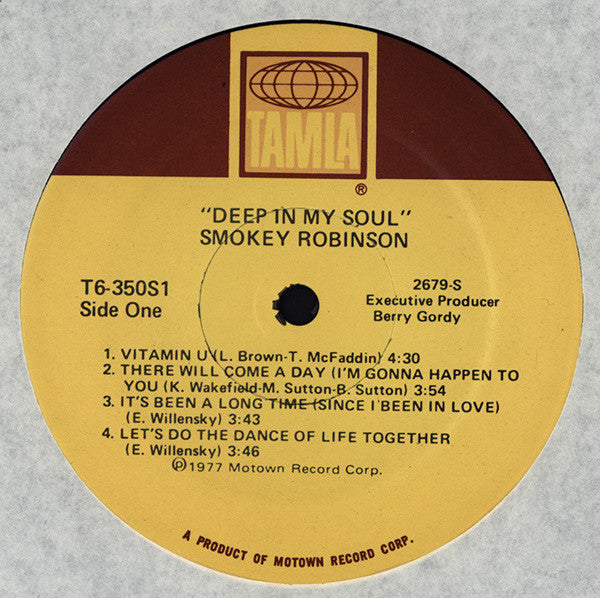 TAMLA
®
"DEEP IN MY SOUL"
SMOKEY ROBINSON
T6-350S1
Side One
2679-S
Executive Producer
Berry Gordy
1. VITAMIN U (L. Brown-T. McFaddin) 4:30
2. THERE WILL COME A DAY (I'M GONNA HAPPEN TO
YOU (K. Wakefield-M. Sutton-B. Sutton) 3:54
3. IT'S BEEN A LONG TIME (SINCE I'BEEN IN LOVE)
(E. Willensky) 3:43
4. LET'S DO THE DANCE OF LIFE TOGETHER
(E. Willensky) 3:46
℗1977 Motown Record Corp.
A PRODUCT OF MOTOWN RECORD CORP.